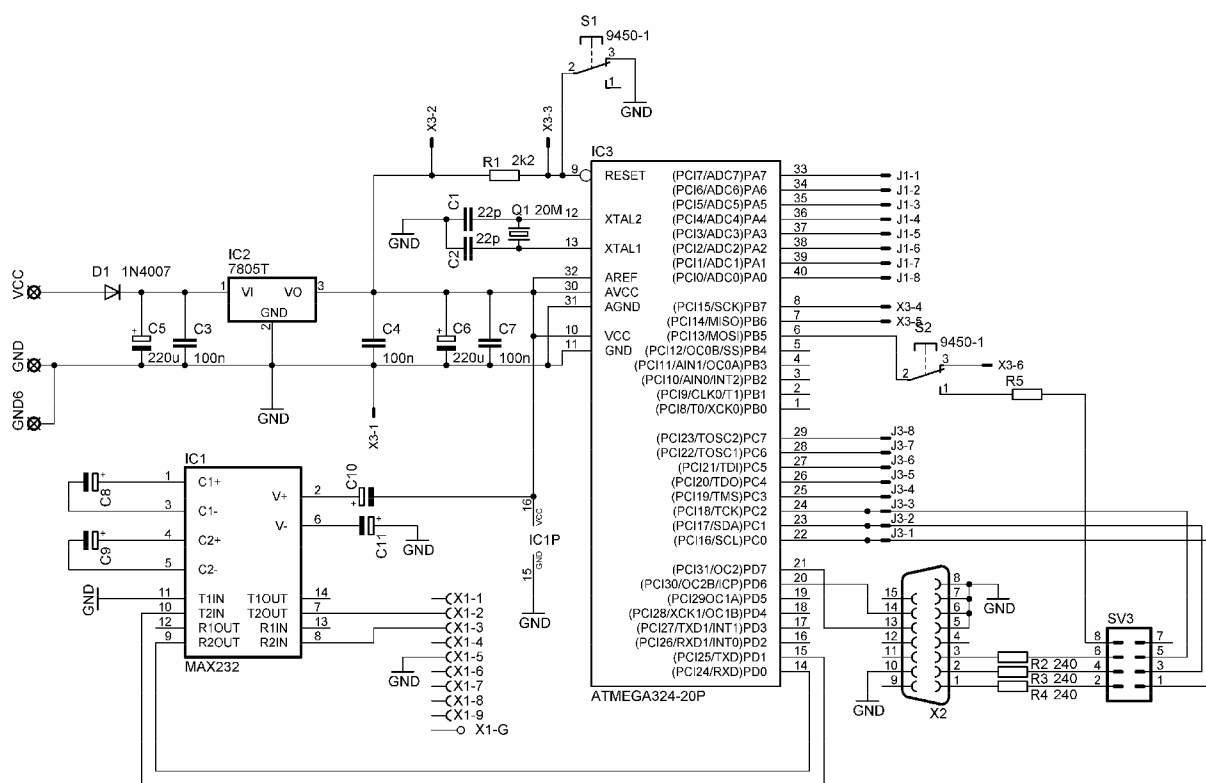 S1
9450-1
3
2
1
GND
X3-2
X3-3
R1
2k2
9
IC3
RESET
(PCI7/ADC7)PA7
33
J1-1
(PCI6/ADC6)PA6
34
J1-2
(PCI5/ADC5)PA5
35
J1-3
C1
22p
Q1 20M
12
XTAL2
(PCI4/ADC4)PA4
36
J1-4
GND
(PCI3/ADC3)PA3
37
J1-5
C2
22p
13
XTAL1
(PCI2/ADC2)PA2
38
J1-6
(PCI1/ADC1)PA1
39
J1-7
32
AREF
(PCI0/ADC0)PA0
40
J1-8
VCC
D1
1N4007
IC2
7805T
1
VI
VO
3
GND
2
30
AVCC
31
AGND
(PCI15/SCK)PB7
8
X3-4
(PCI14/MISO)PB6
7
X3-5
C5
220u
C3
100n
C4
100n
C6
220u
C7
100n
10
VCC
(PCI13/MOSI)PB5
6
11
GND
(PCI12/OC0B/SS)PB4
5
(PCI11/AIN1/OC0A)PB3
4
(PCI10/AIN0/INT2)PB2
3
(PCI9/CLK0/T1)PB1
2
(PCI8/T0/XCK0)PB0
1
S2
9450-1
3
2
1
X3-6
R5
GND
GND6
GND
X3-1
(PCI23/TOSC2)PC7
29
J3-8
(PCI22/TOSC1)PC6
28
J3-7
(PCI21/TDI)PC5
27
J3-6
(PCI20/TDO)PC4
26
J3-5
(PCI19/TMS)PC3
25
J3-4
(PCI18/TCK)PC2
24
J3-3
(PCI17/SDA)PC1
23
J3-2
(PCI16/SCL)PC0
22
J3-1
IC1
C8
1
C1+
3
C1-
C9
4
C2+
5
C2-
V+
2
C10
V-
6
C11
GND
16
VCC
IC1P
15
GND
GND
GND
11
T1IN
T1OUT
14
10
T2IN
T2OUT
7
12
R1OUT
R1IN
13
9
R2OUT
R2IN
8
MAX232
X1-1
X1-2
X1-3
X1-4
X1-5
X1-6
X1-7
X1-8
X1-9
X1-G
GND
(PCI31/OC2)PD7
21
(PCI30/OC2B/ICP)PD6
20
(PCI29OC1A)PD5
19
(PCI28/XCK1/OC1B)PD4
18
(PCI27/TXD1/INT1)PD3
17
(PCI26/RXD1/INT0)PD2
16
(PCI25/TXD)PD1
15
(PCI24/RXD)PD0
14
ATMEGA324-20P
15
14
13
12
11
10
9
8
7
6
5
4
3
2
1
GND
GND
X2
R2 240
R3 240
R4 240
SV3
8
7
6
5
4
3
2
1